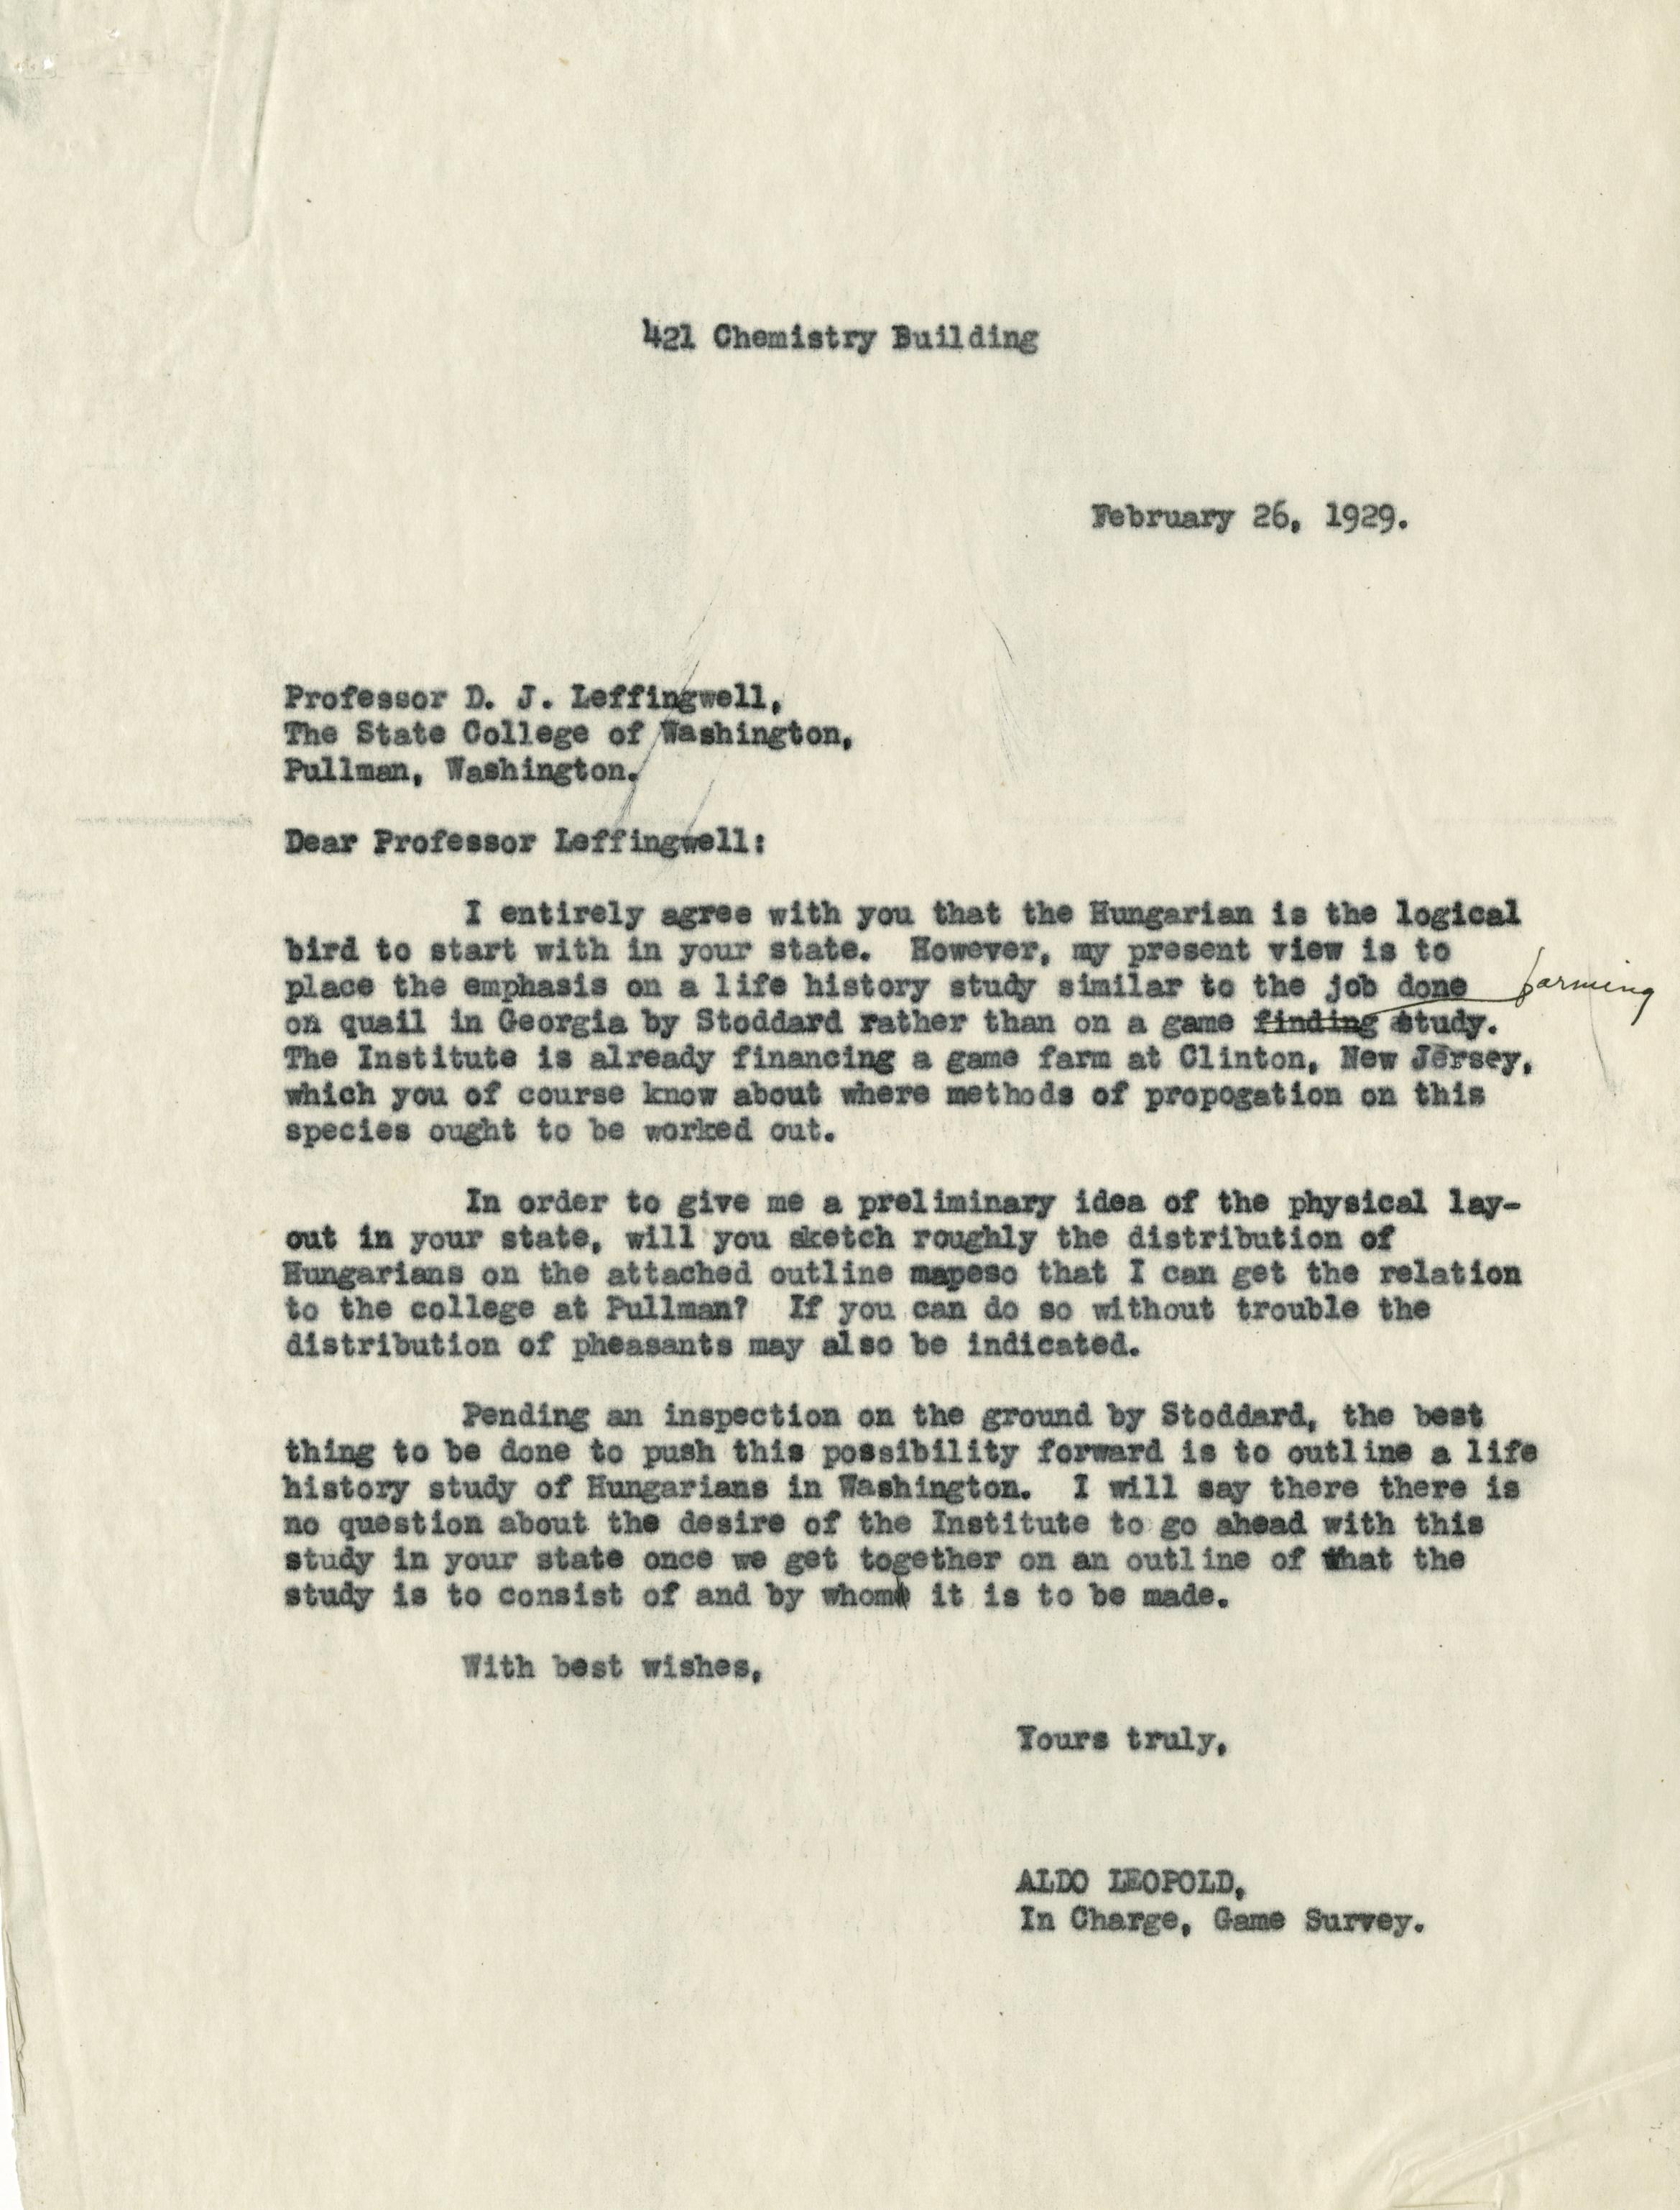 421 Chemistry Building
February 26, 1929.
Professor D. J. Leffingwell,
The State College of Washington,
Pullman, Washington.
Dear Professor Leffingwell:
I entirely agree with you that the Hungarian is the logical
bird to start with in your state. However, my present view is to
place the emphasis on a life history study similar to the job done
farming
on quail in Georgia by Stoddard rather than on a game finding study.
The Institute is already financing a game farm at Clinton, New Jersey,
which you of course know about where methods of propogation on this
species ought to be worked out.
In order to give me a preliminary idea of the physical lay-
out in your state, will you sketch roughly the distribution of
Hungarians on the attached outline mapeso that I can get the relation
to the college at Pullman? If you can do so without trouble the
distribution of pheasants may also be indicated.
Pending an inspection on the ground by Stoddard, the best
thing to be done to push this possibility forward is to outline a life
history study of Hungarians in Washington. I will say there there is
no question about the desire of the Institute to go ahead with this
study in your state once we get together on an outline of what the
study is to consist of and by whom it is to be made.
With best wishes,
Yours truly,
ALDO LEOPOLD,
In Charge, Game Survey.